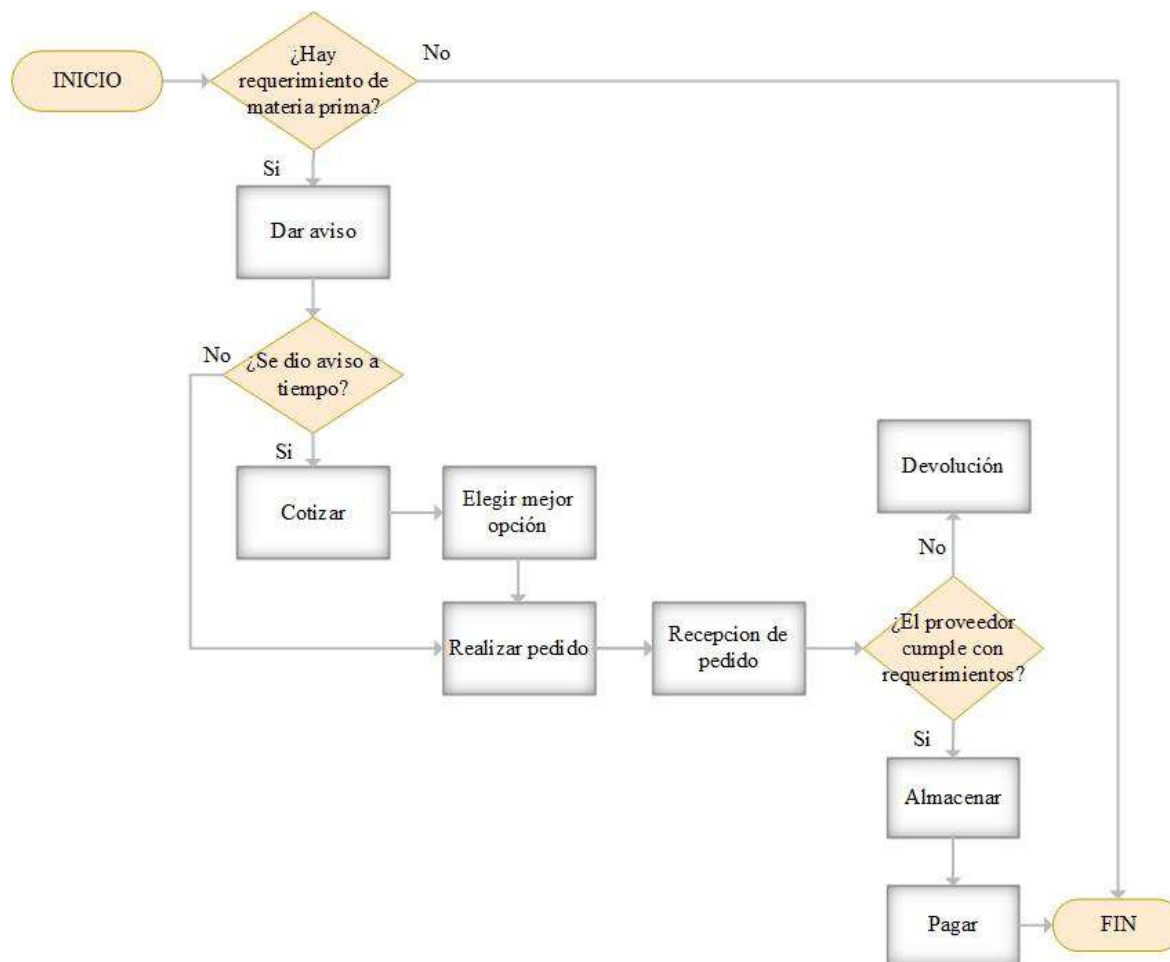 INICIO
¿Hay
requerimiento de
materia prima?
No
Si
Dar aviso
¿Se dio aviso a
tiempo?
No
Si
Cotizar
Elegir mejor
opción
Realizar pedido
Recepcion de
pedido
¿El proveedor
cumple con
requerimientos?
No
Devolución
Si
Almacenar
Pagar
FIN